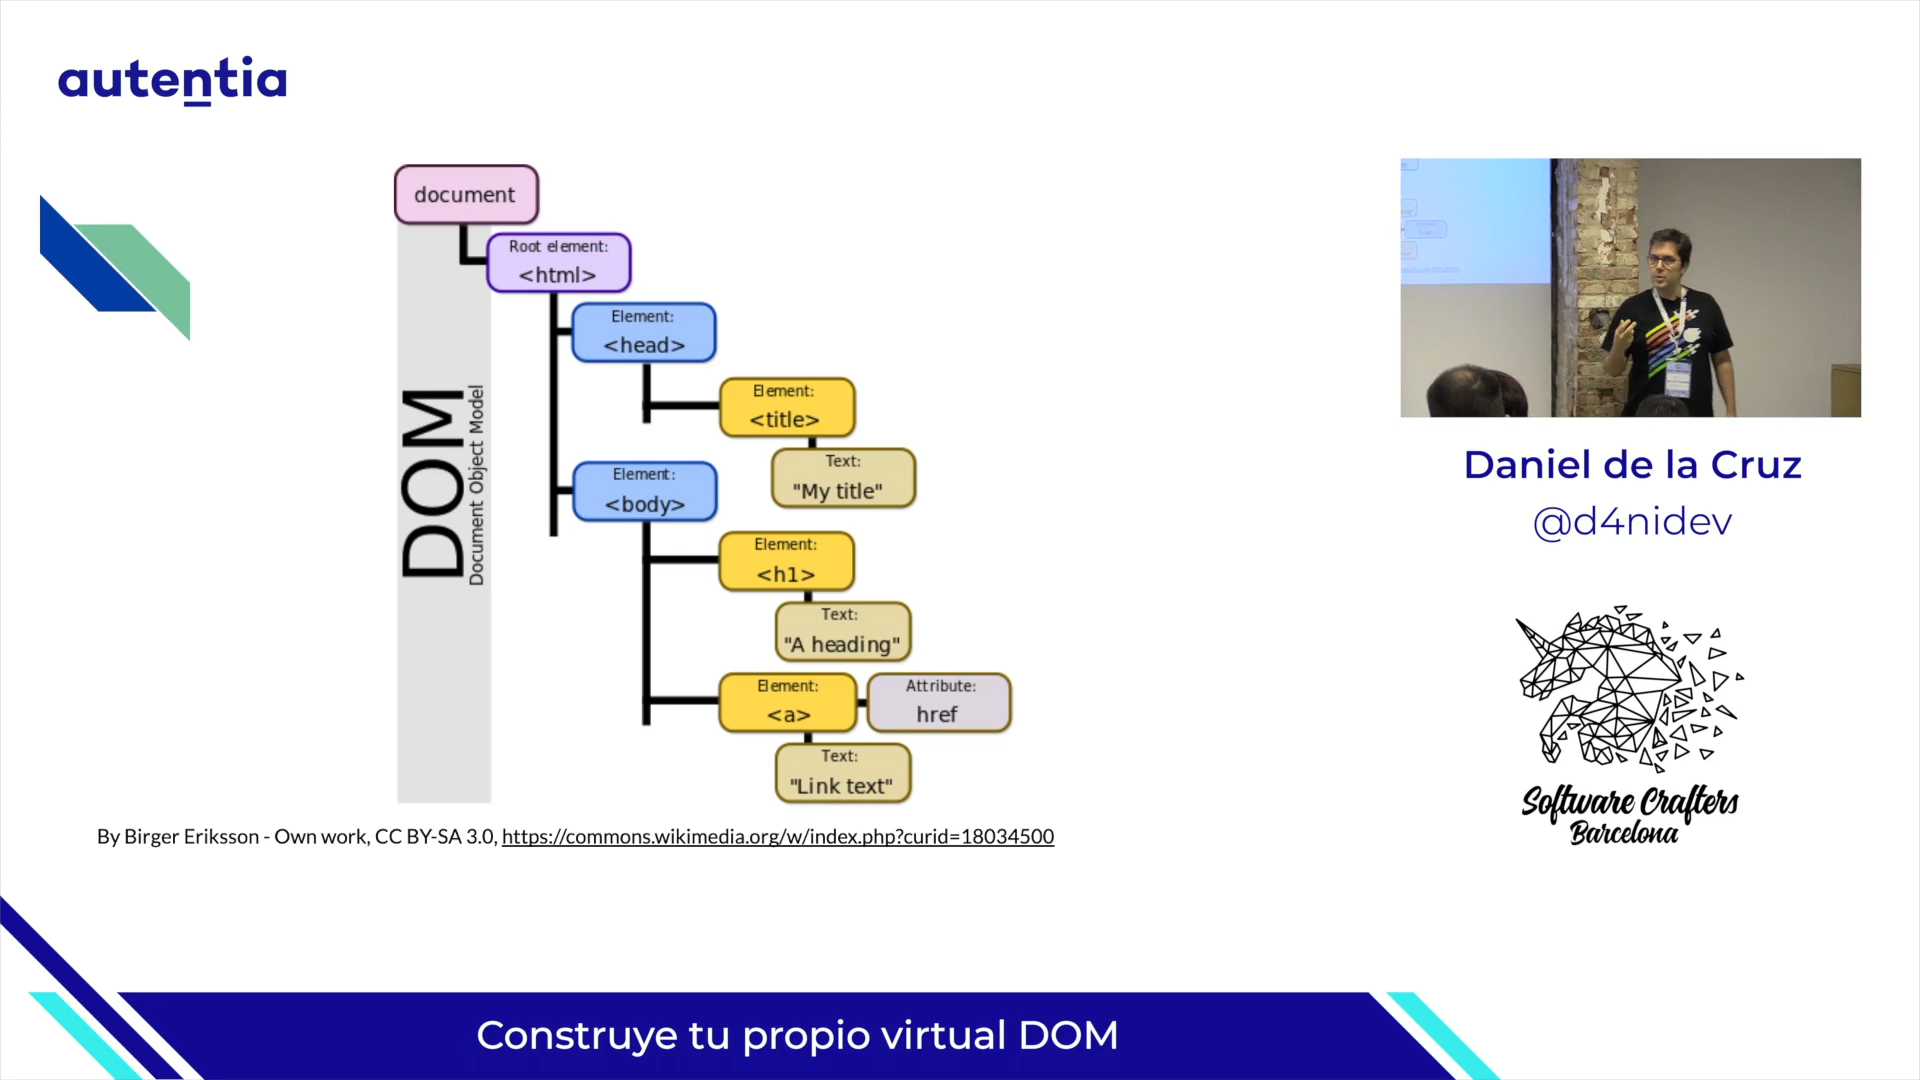 autentia
document
Root element:
<html>
Element:
<head>
Element:
<title>
Text:
"My title"
Element:
<body>
Element:
<h1>
Text:
"A heading"
Element:
<a>
Attribute:
href
Text:
"Link text"
DOM
Document Object Model
By Birger Eriksson - Own work, CC BY-SA 3.0, https://commons.wikimedia.org/w/index.php?curid=18034500
Daniel de la Cruz
@d4nidev
Software Crafters
Barcelona
Construye tu propio virtual DOM